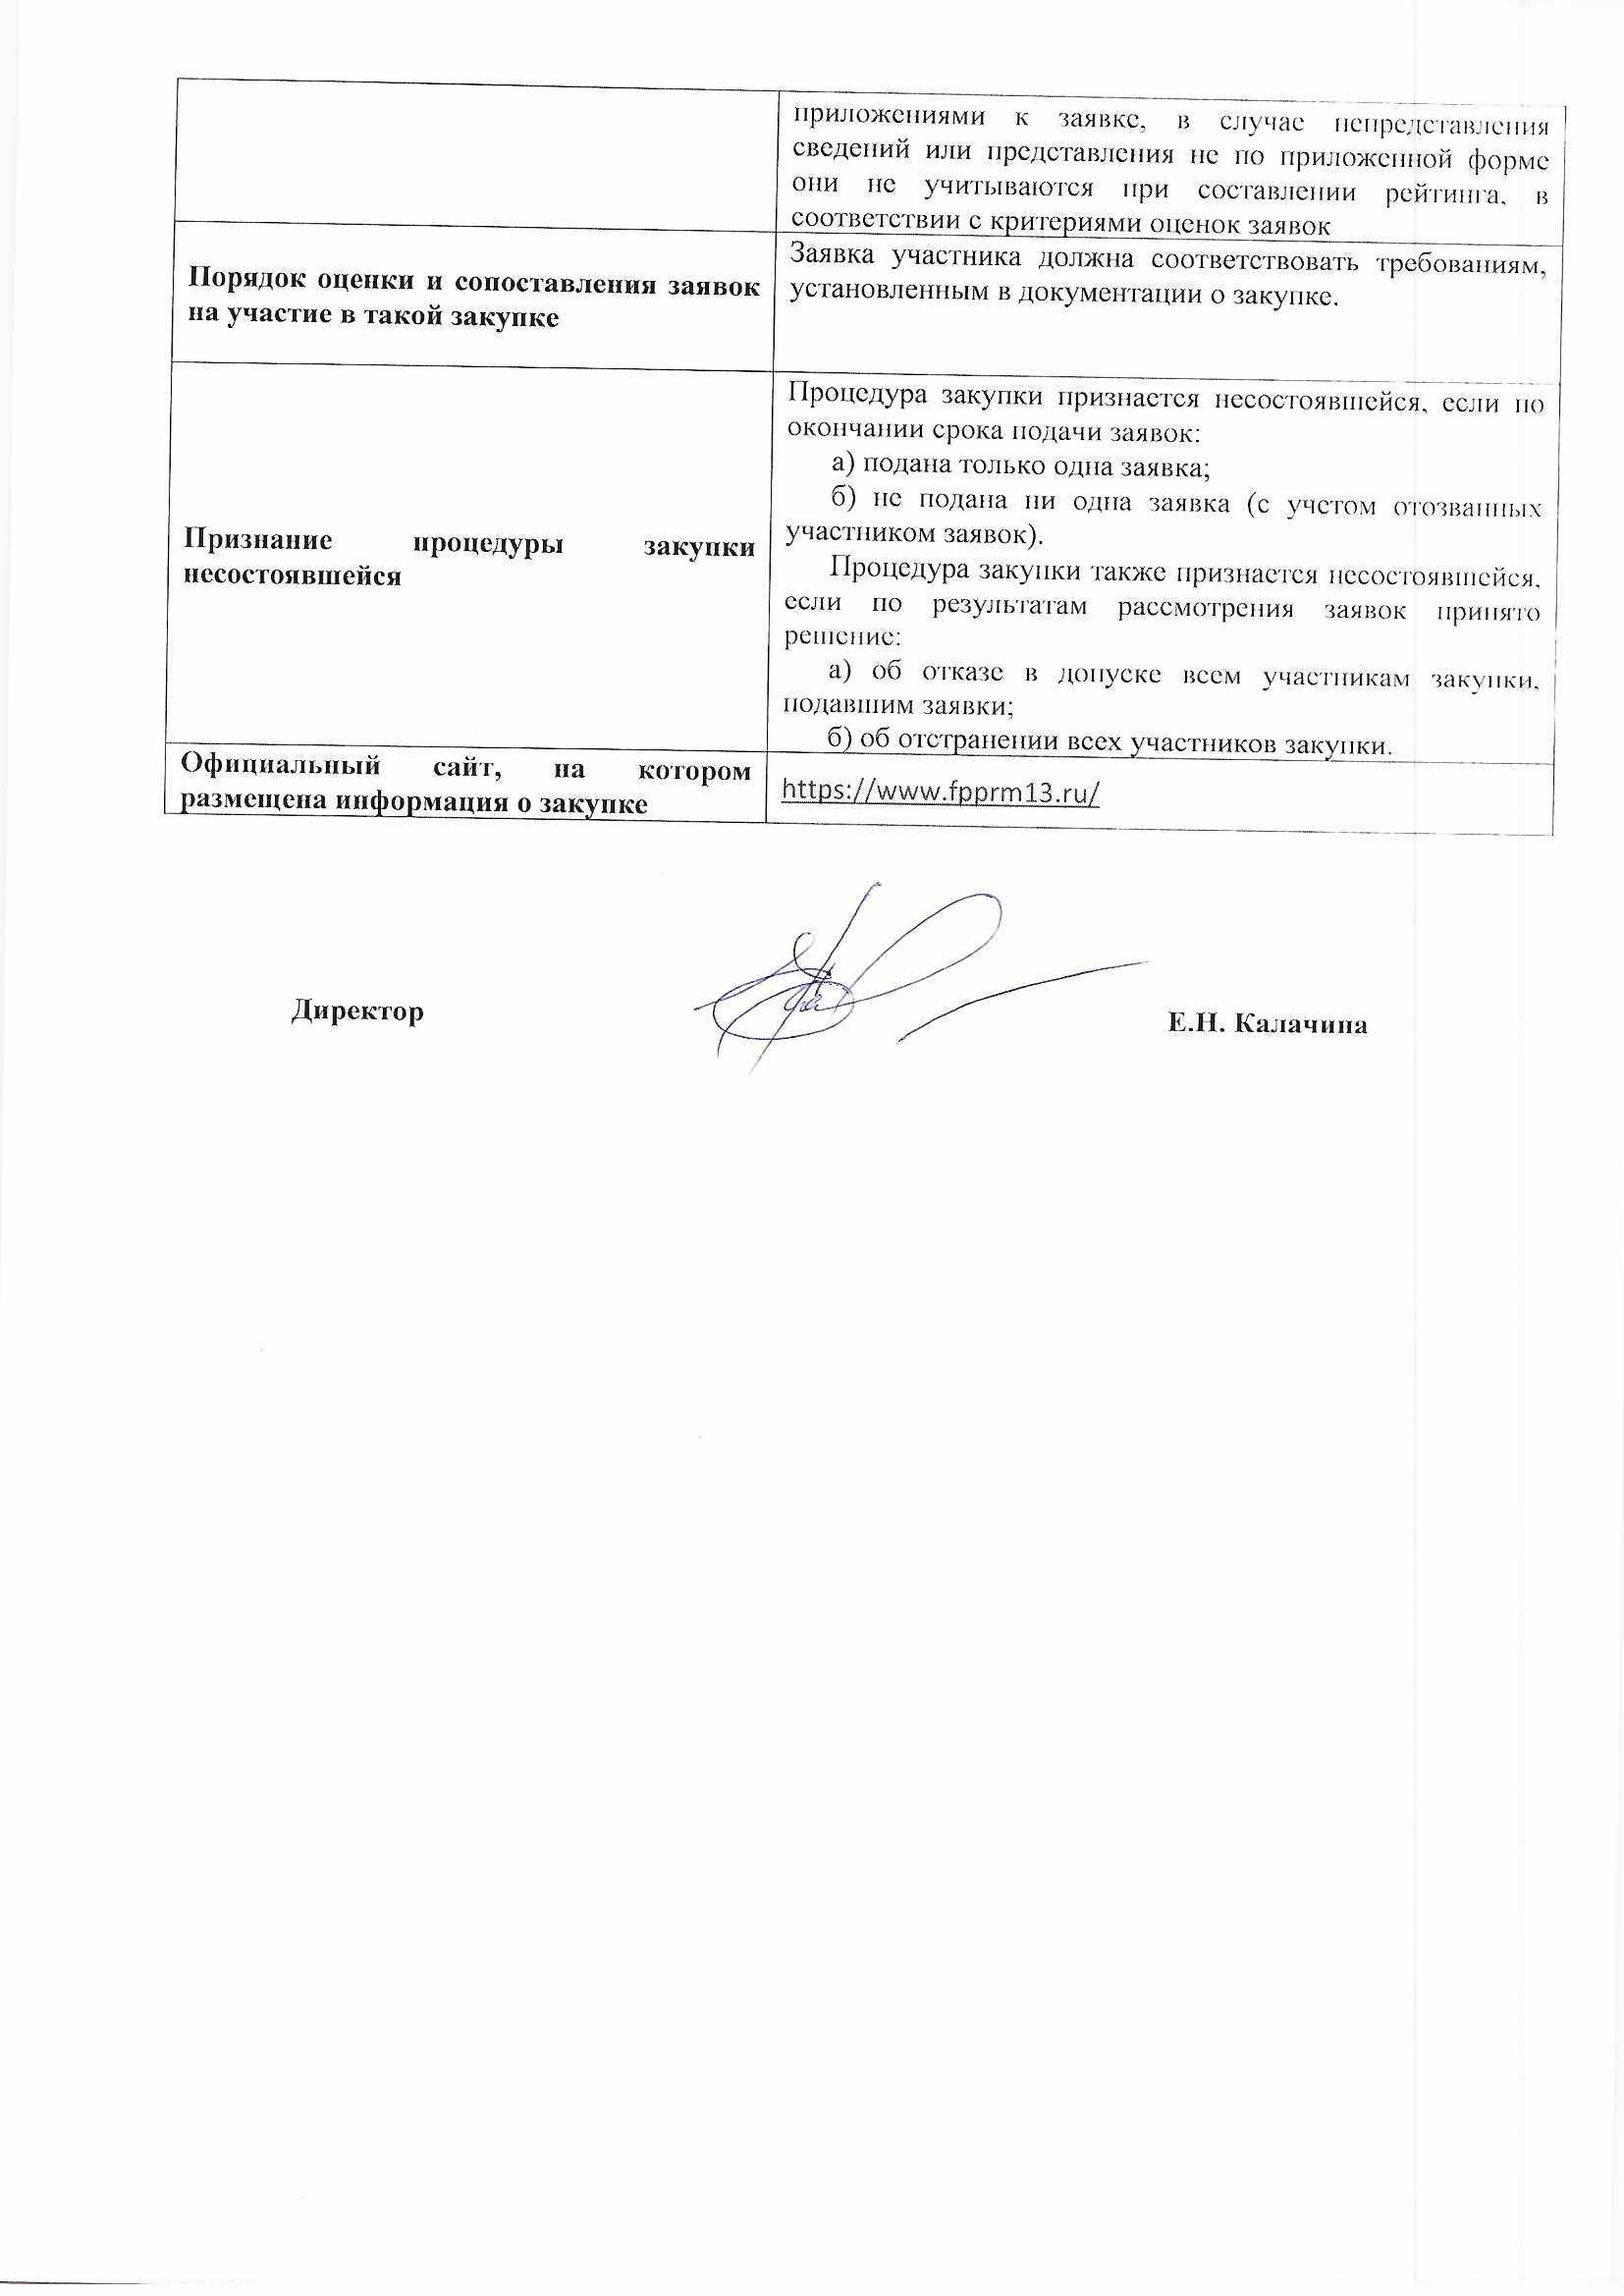 приложениями к заявке, в случае непредставления
сведений или представления не по приложенной форме
они не учитываются при составлении рейтинга, в
соответствии с критериями оценок заявок
Порядок оценки и сопоставления заявок
на участие в такой закупке
Заявка участника должна соответствовать требованиям,
установленным в документации о закупке.
Признание процедуры закупки
несостоявшейся
Процедура закупки признается несостоявшейся, если по
окончании срока подачи заявок:
а) подана только одна заявка;
б) не подана ни одна заявка (с учетом отозванных
участником заявок).
Процедура закупки также признается несостоявшейся,
если по результатам рассмотрения заявок принято
решение:
а) об отказе в допуске всем участникам закупки,
подавшим заявки;
б) об отстранении всех участников закупки.
Официальный сайт, на котором
размещена информация о закупке
https://www.fpprm13.ru/
Директор
Е.Н. Калачина